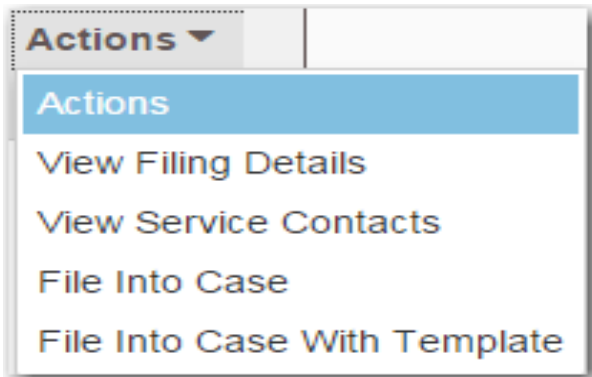 Actions
Actions
View Filing Details
View Service Contacts
File Into Case
File Into Case With Template